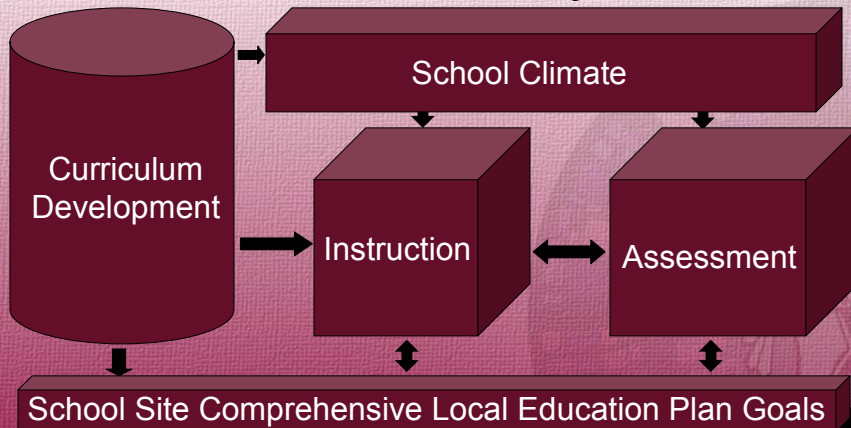 School Climate
Curriculum
Development
Instruction
Assessment
School Site Comprehensive Local Education Plan Goals